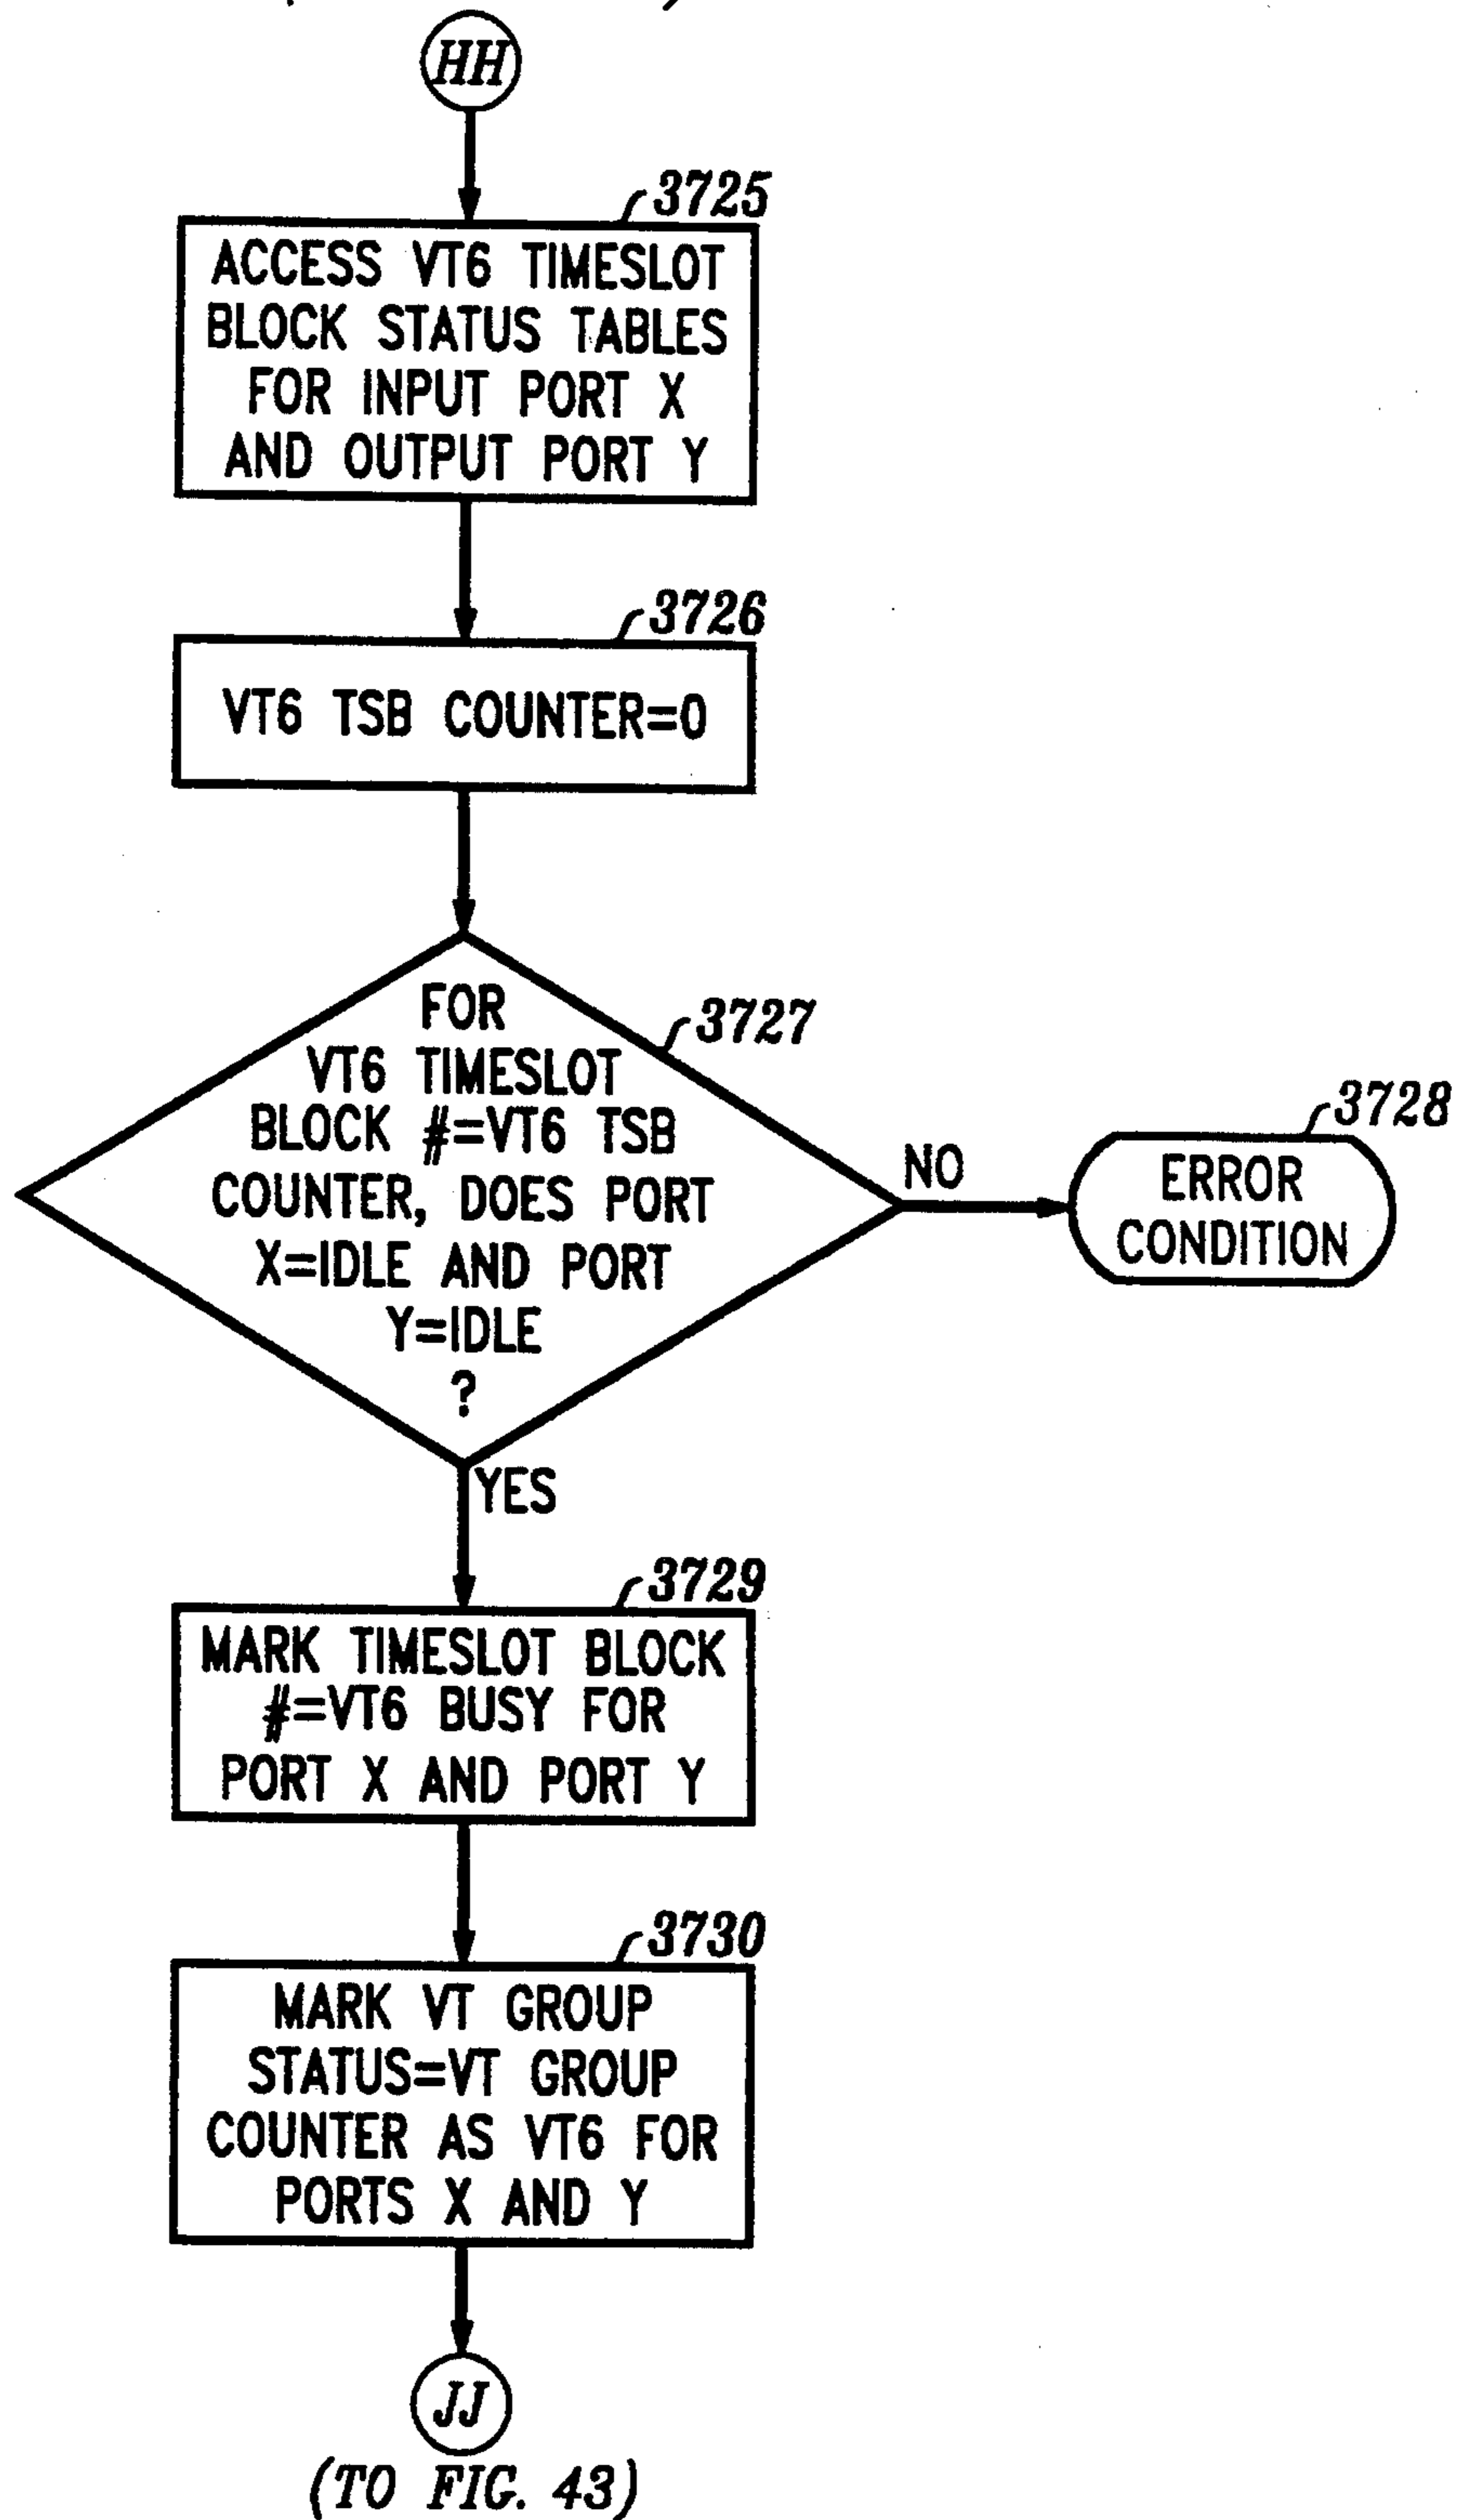 HH
3725
ACCESS VT6 TIMESLOT
BLOCK STATUS TABLES
FOR INPUT PORT X
AND OUTPUT PORT Y
3726
VT6 TSB COUNTER=0
3727
FOR
VT6 TIMESLOT
BLOCK #=VT6 TSB
COUNTER, DOES PORT
X=IDLE AND PORT
Y=IDLE
?
NO
3728
ERROR
CONDITION
YES
3729
MARK TIMESLOT BLOCK
#=VT6 BUSY FOR
PORT X AND PORT Y
3730
MARK VT GROUP
STATUS=VT GROUP
COUNTER AS VT6 FOR
PORTS X AND Y
JJ
(TO FIG. 43)